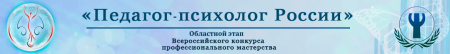 «Педагог-психолог России»
Областной этап
Всероссийского конкурса
профессионального мастерства